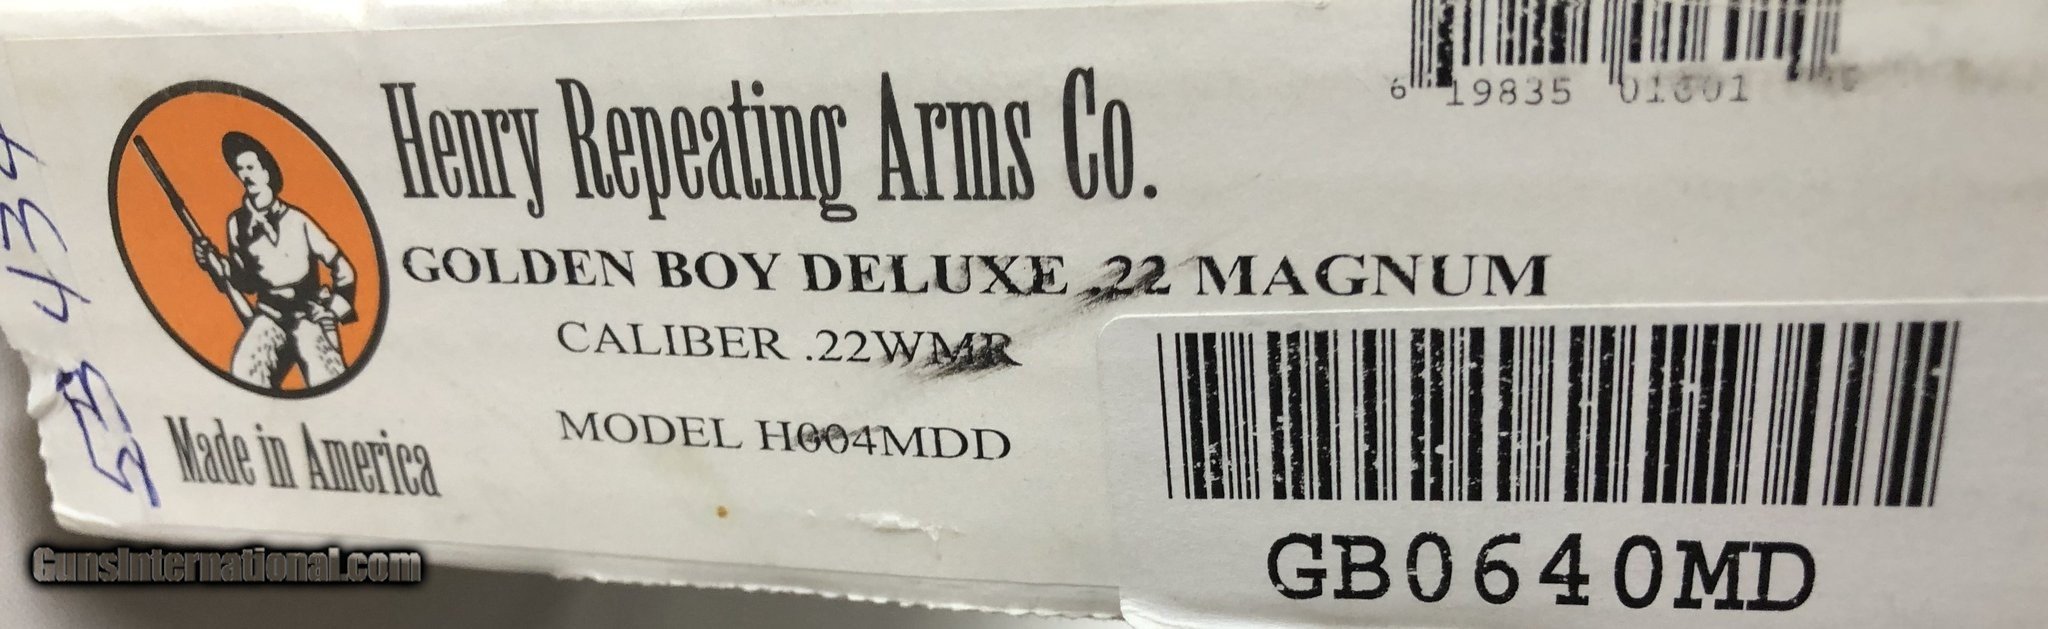 6 19835
Henry Repeating Arms Co.
GOLDEN BOY DELUXE .22 MAGNUM
CALIBER .22WMR
MODEL H004MDD
Made in America
GB0640MD
434
GunsInternational.com